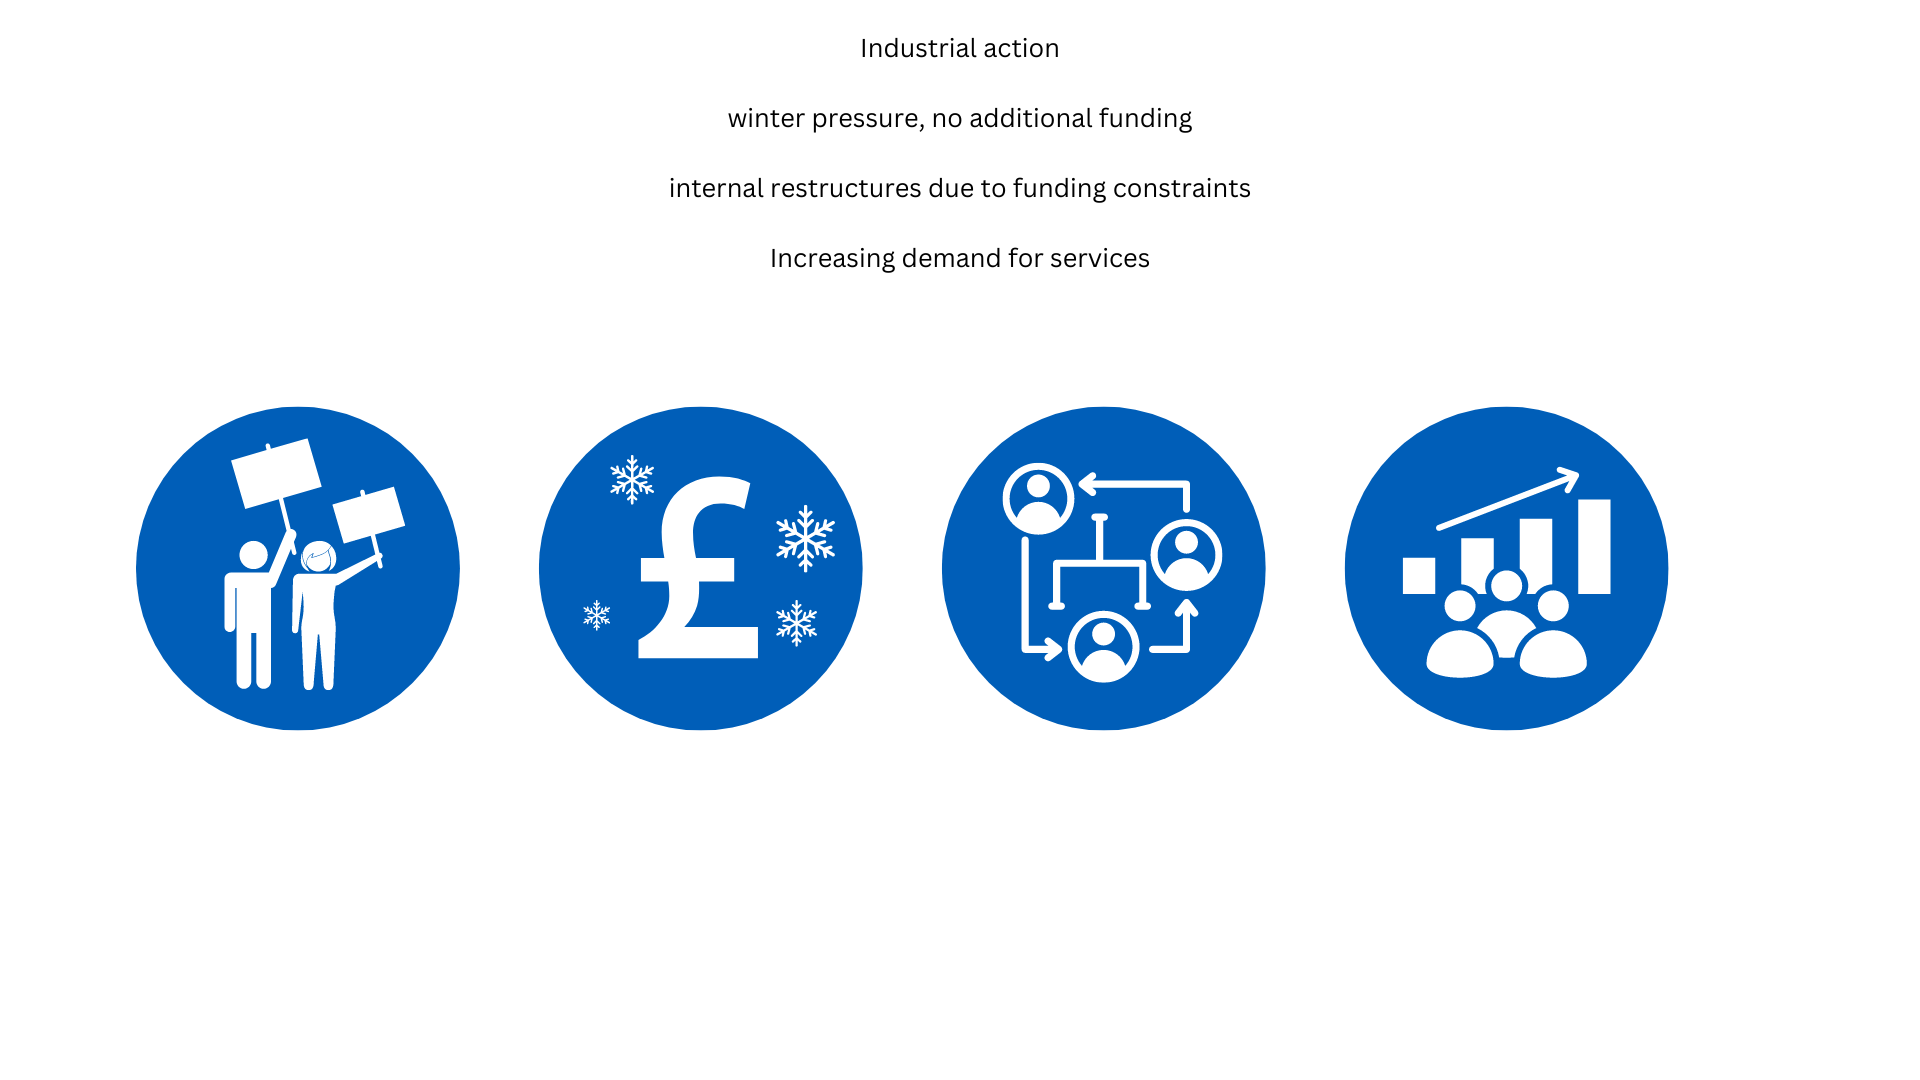 Industrial action
winter pressure, no additional funding
internal restructures due to funding constraints
Increasing demand for services
£